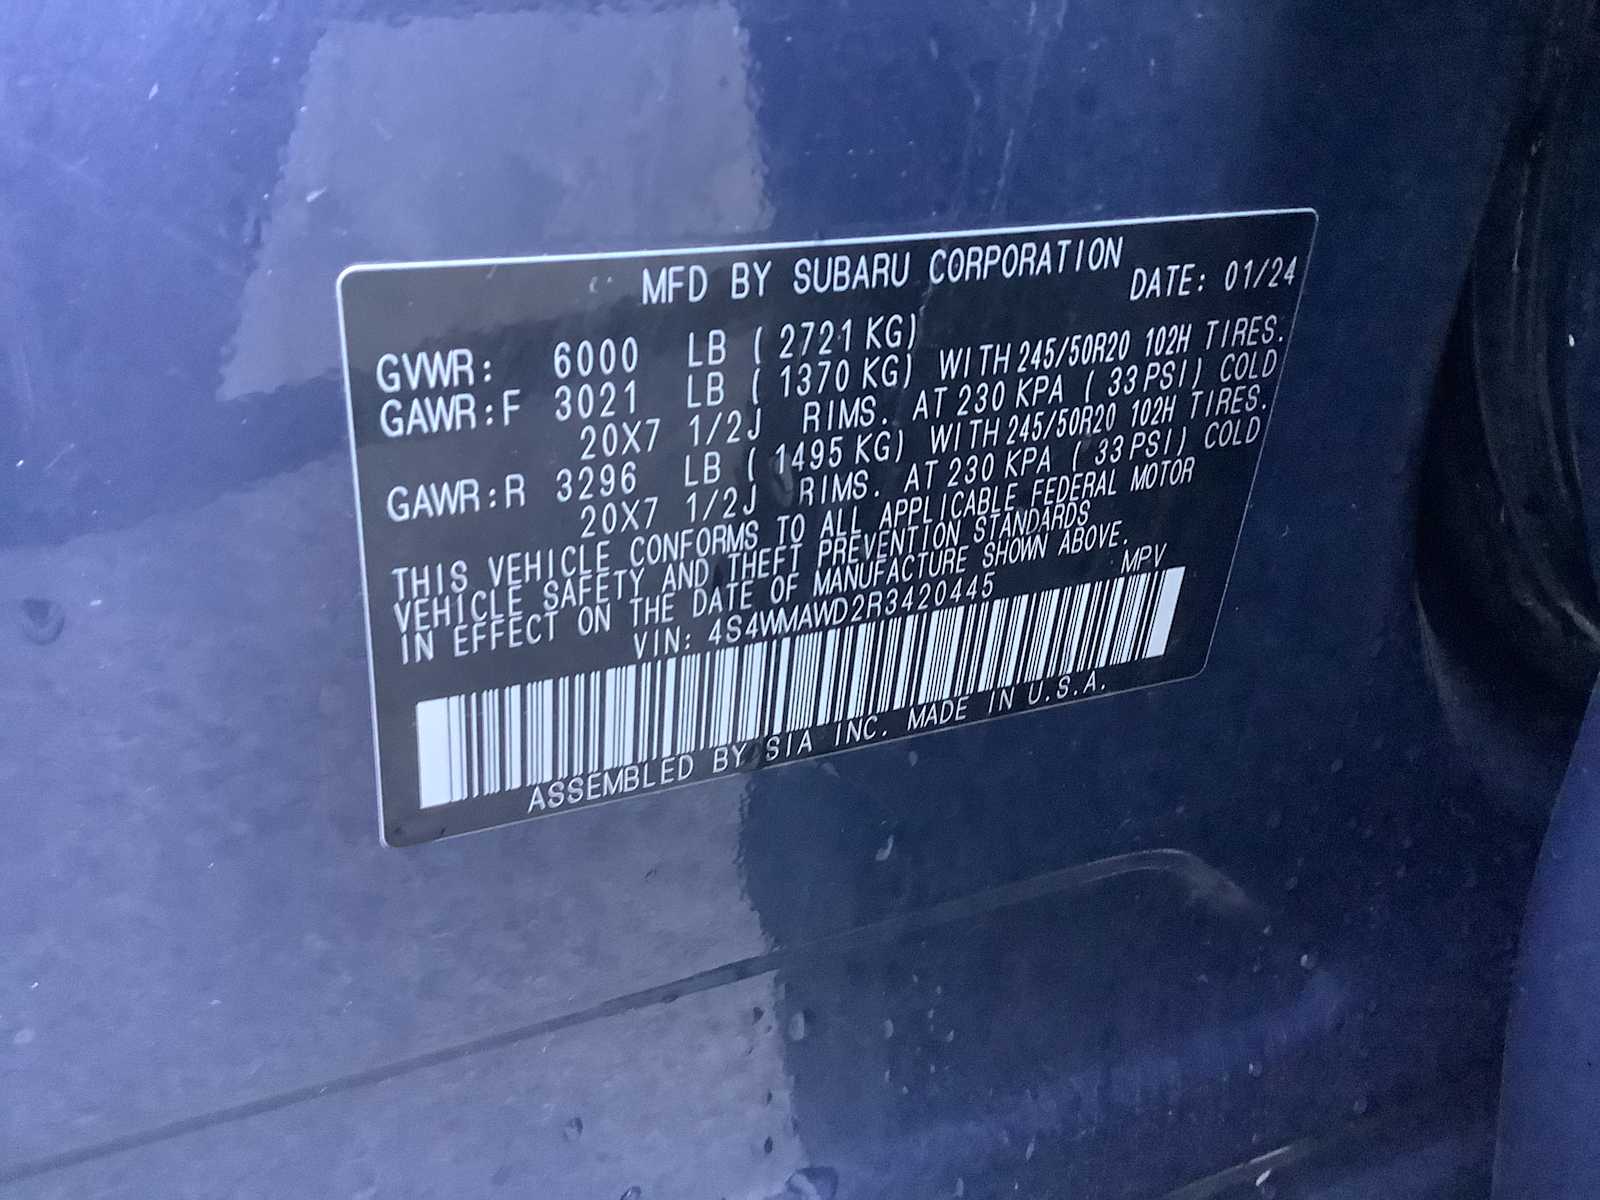 MFD BY SUBARU CORPORATION
DATE: 01/24
GVWR: 6000 LB ( 2721 KG)
GAWR:F 3021 LB ( 1370 KG) WITH 245/50R20 102H TIRES.
20X7 1/2J RIMS. AT 230 KPA ( 33 PSI) COLD
GAWR:R 3296 LB ( 1495 KG) WITH 245/50R20 102H TIRES.
20X7 1/2J RIMS. AT 230 KPA ( 33 PSI) COLD
THIS VEHICLE CONFORMS TO ALL APPLICABLE FEDERAL MOTOR
VEHICLE SAFETY AND THEFT PREVENTION STANDARDS
IN EFFECT ON THE DATE OF MANUFACTURE SHOWN ABOVE.
VIN: 4S4WMAWD2R3420445 MPV
ASSEMBLED BY SIA INC. MADE IN U.S.A.